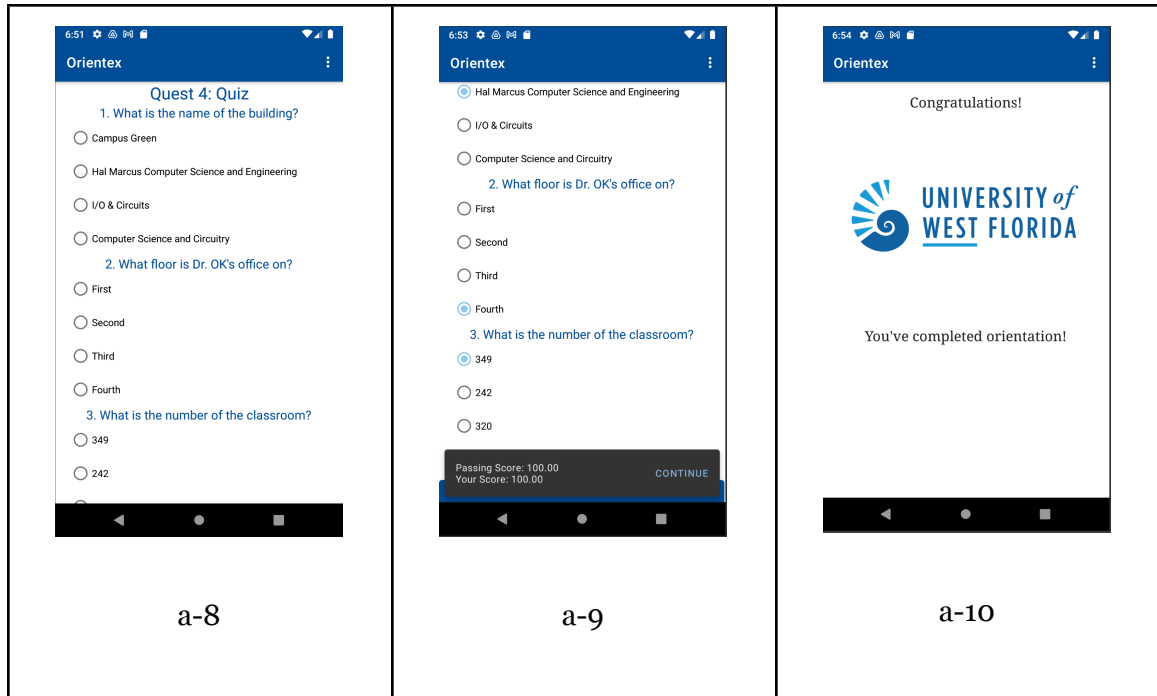 6:51
Orientex
Quest 4: Quiz
1. What is the name of the building?
Campus Green
Hal Marcus Computer Science and Engineering
I/O & Circuits
Computer Science and Circuitry
2. What floor is Dr. OK's office on?
First
Second
Third
Fourth
3. What is the number of the classroom?
349
242
a-8
6:53
Orientex
Hal Marcus Computer Science and Engineering
I/O & Circuits
Computer Science and Circuitry
2. What floor is Dr. OK's office on?
First
Second
Third
Fourth
3. What is the number of the classroom?
349
242
320
Passing Score: 100.00
Your Score: 100.00
CONTINUE
a-9
6:54
Orientex
Congratulations!
UNIVERSITY of
WEST FLORIDA
You've completed orientation!
a-10